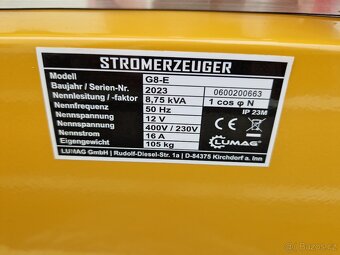 STROMERZEUGER
Modell G8-E
Baujahr / Serien-Nr. 2023 0600200663
Nennleistung / -faktor 8,75 kVA 1 cos φ N
Nennfrequenz 50 Hz IP 23M
Nennspannung 12 V
Nennspannung 400V / 230V
Nennstrom 16 A
Eigengewicht 105 kg
LUMAG®
LUMAG GmbH | Rudolf-Diesel-Str. 1a | D-84375 Kirchdorf a. Inn